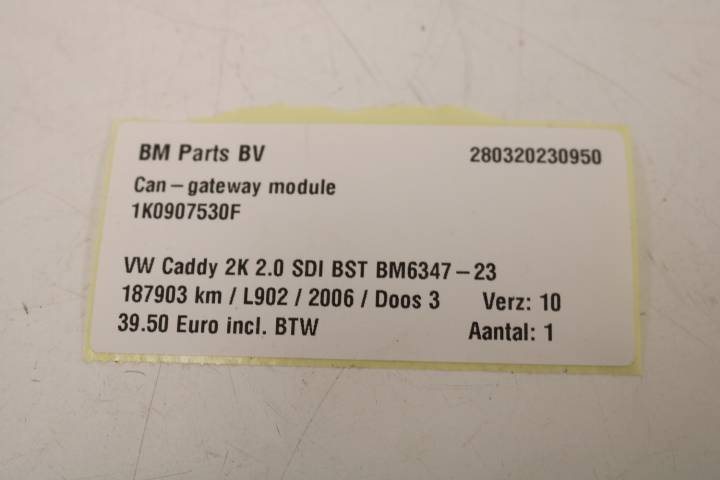 BM Parts BV 280320230950
Can-gateway module
1K0907530F
VW Caddy 2K 2.0 SDI BST BM6347-23
187903 km / L902 / 2006 / Doos 3 Verz: 10
39.50 Euro incl. BTW Aantal: 1